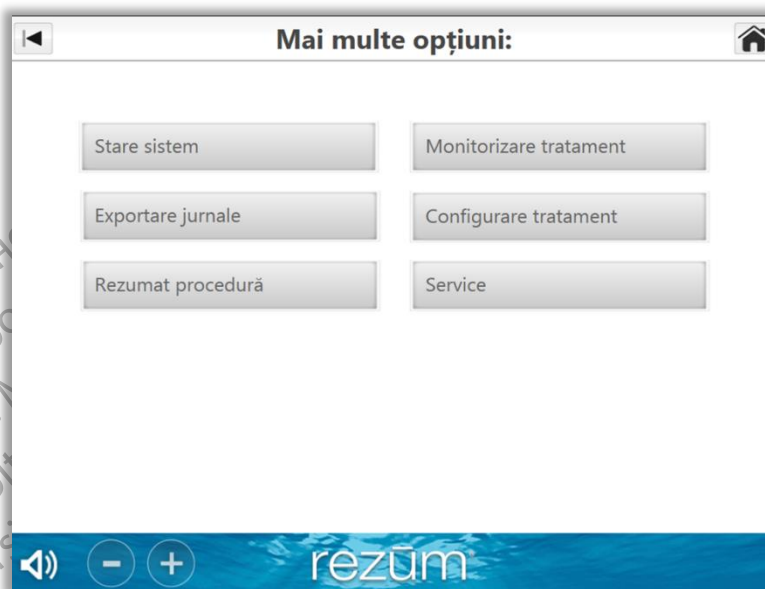 Mai multe opțiuni:
Stare sistem
Monitorizare tratament
Exportare jurnale
Configurare tratament
Rezumat procedură
Service
rezūm